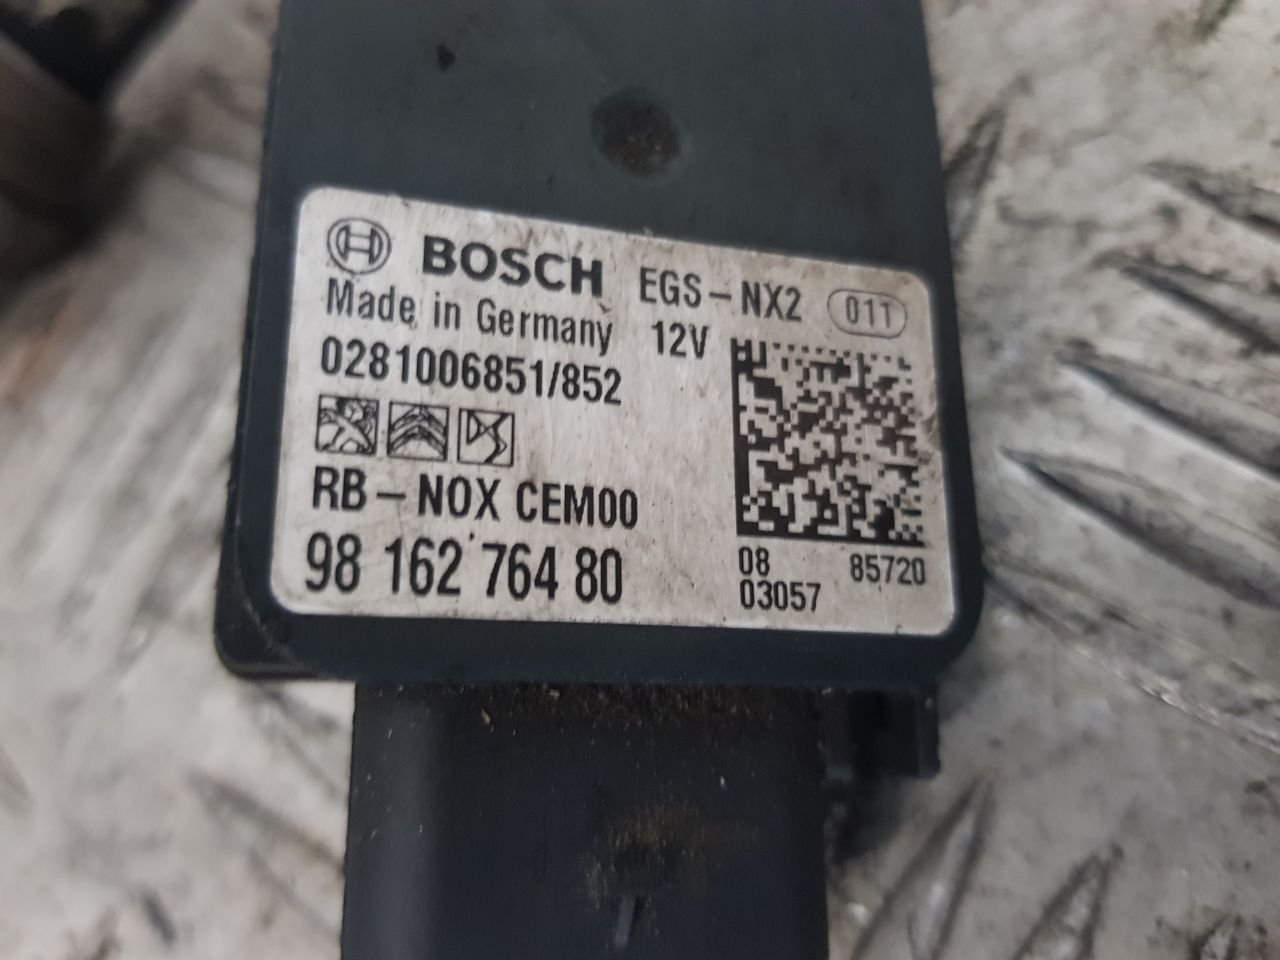 BOSCH EGS-NX2 011
Made in Germany 12V
0281006851/852
RB-NOX CEM00
98 162 764 80
08 85720
03057